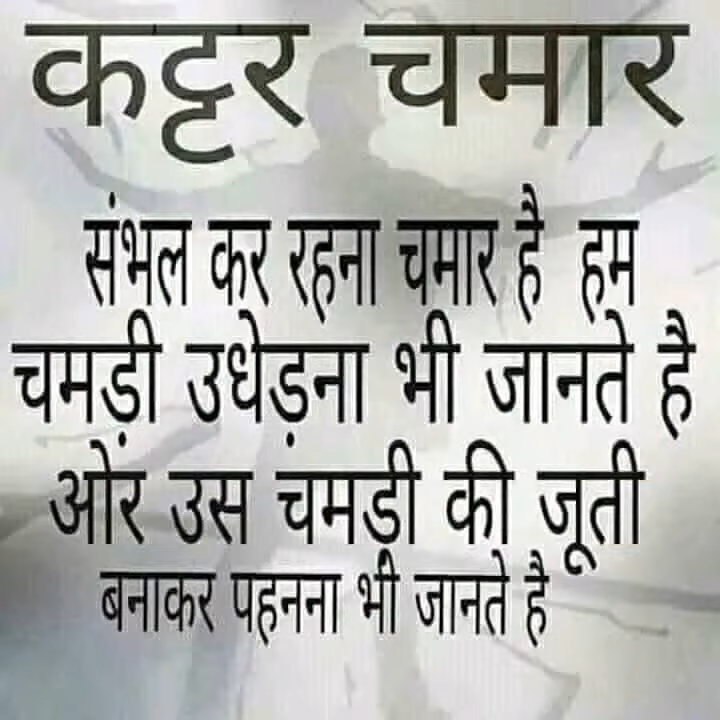 कट्टर चमार
संभल कर रहना चमार है हम
चमड़ी उधेड़ना भी जानते है
ओर उस चमडी की जूती
बनाकर पहनना भी जानते है